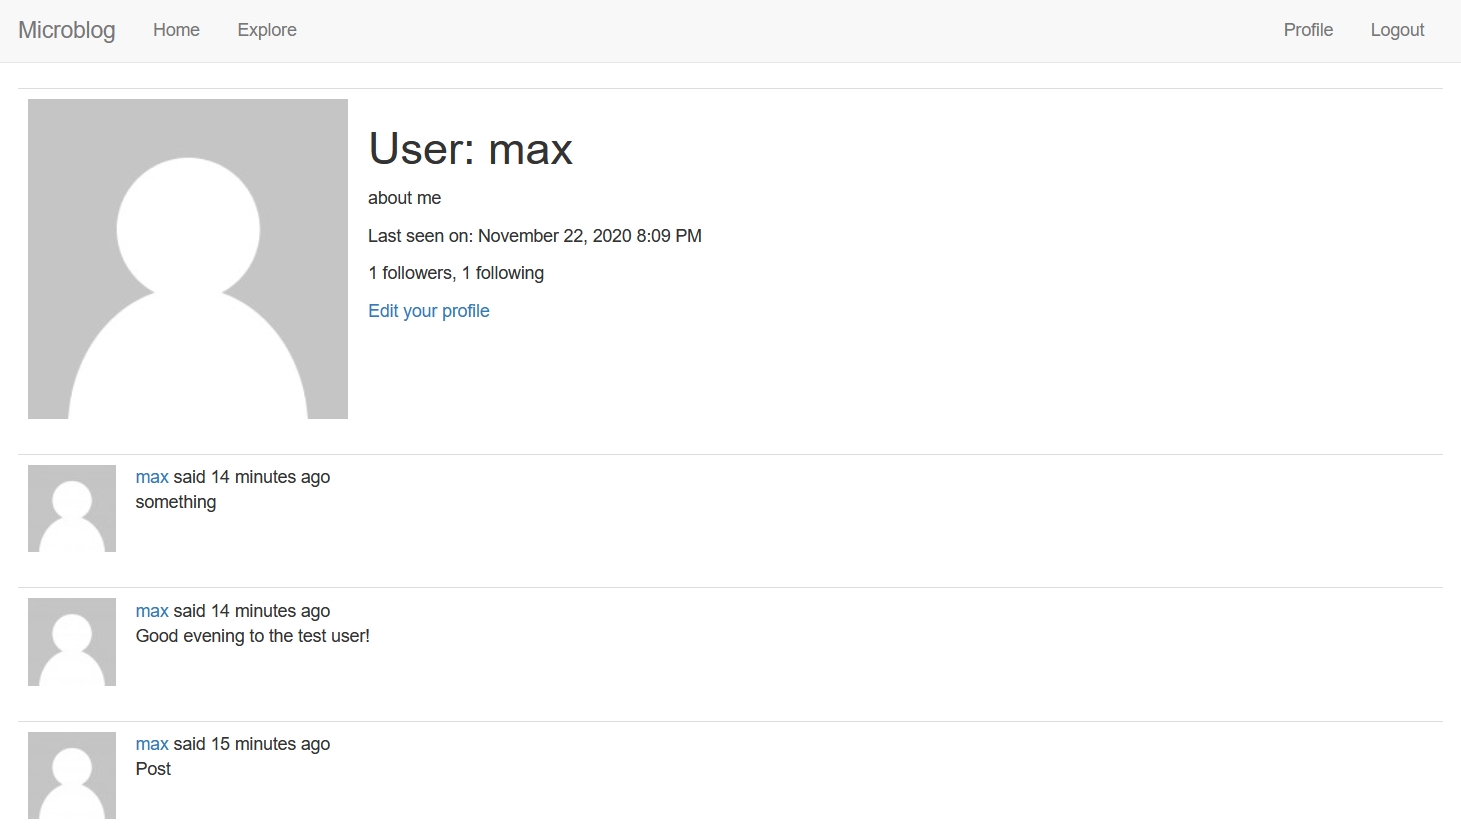 Microblog Home Explore Profile Logout
User: max
about me
Last seen on: November 22, 2020 8:09 PM
1 followers, 1 following
Edit your profile
max said 14 minutes ago
something
max said 14 minutes ago
Good evening to the test user!
max said 15 minutes ago
Post